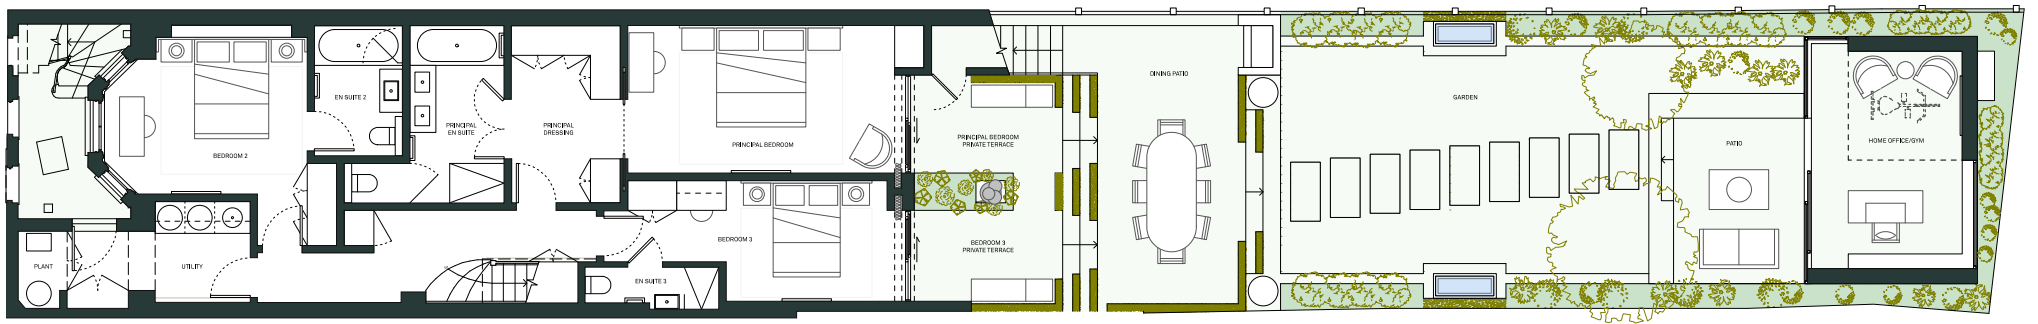 BEDROOM 2
EN SUITE 2
PRINCIPAL
EN SUITE
PRINCIPAL
DRESSING
PRINCIPAL BEDROOM
PRINCIPAL BEDROOM
PRIVATE TERRACE
DINING PATIO
GARDEN
PATIO
HOME OFFICE/GYM
PLANT
UTILITY
EN SUITE 3
BEDROOM 3
BEDROOM 3
PRIVATE TERRACE